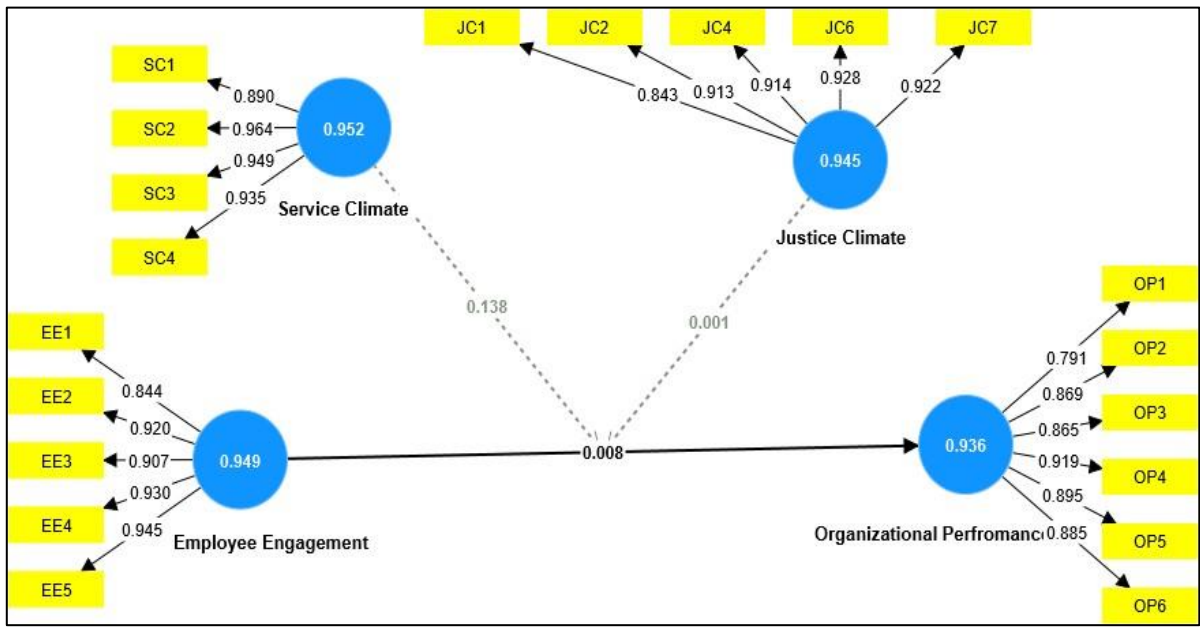 JC1
JC2
JC4
JC6
JC7
0.843
0.913
0.914
0.928
0.922
0.945
Justice Climate
SC1
SC2
SC3
SC4
0.890
0.964
0.949
0.935
0.952
Service Climate
0.138
0.001
EE1
EE2
EE3
EE4
EE5
0.844
0.920
0.907
0.930
0.945
0.949
Employee Engagement
0.008
0.936
Organizational Perfromanc
0.791
0.869
0.865
0.919
0.895
0.885
OP1
OP2
OP3
OP4
OP5
OP6